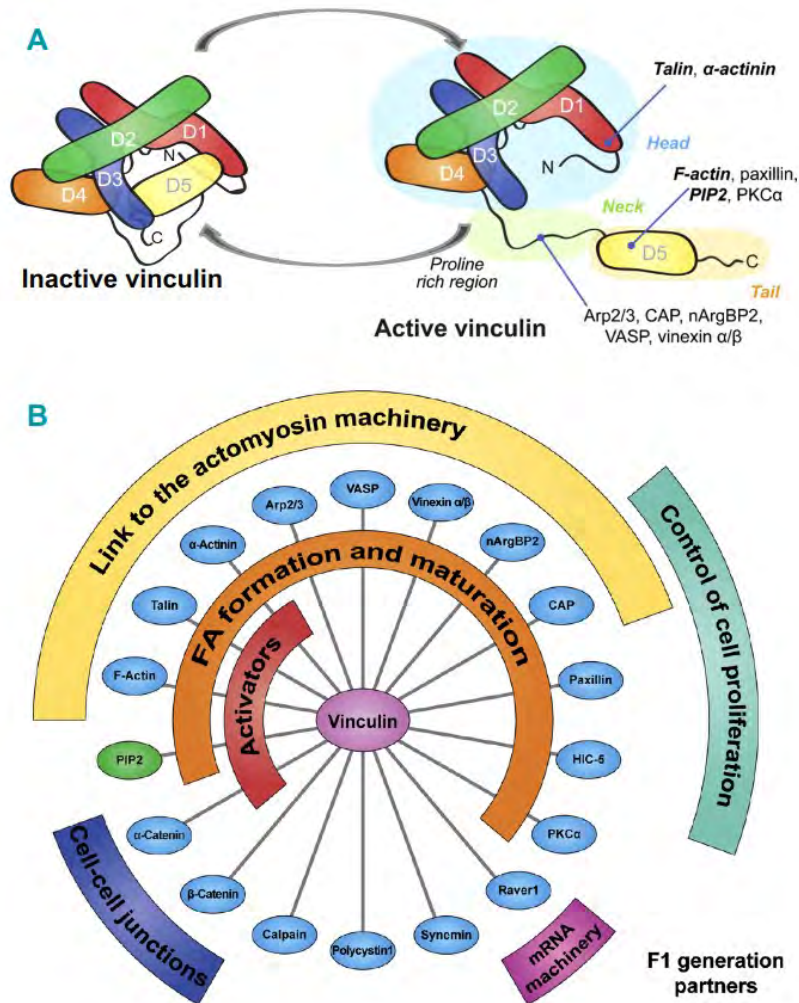 A
D2
D1
N
D3
D5
D4
C
Inactive vinculin
D2
D1
D3
D4
N
Talin, α-actinin
Head
F-actin, paxillin,
PIP2, PKCα
Neck
D5
C
Proline
rich region
Tail
Active vinculin
Arp2/3, CAP, nArgBP2,
VASP, vinexin α/β
B
Link to the actomyosin machinery
Control of cell proliferation
FA formation and maturation
Activators
Vinculin
VASP
Arp2/3
Vinexin α/β
α-Actinin
nArgBP2
Talin
CAP
F-Actin
Paxillin
PIP2
HIC-5
α-Catenin
PKCα
β-Catenin
Raver1
Calpain
Polycystin1
Synemin
Cell-cell junctions
mRNA
machinery
F1 generation
partners